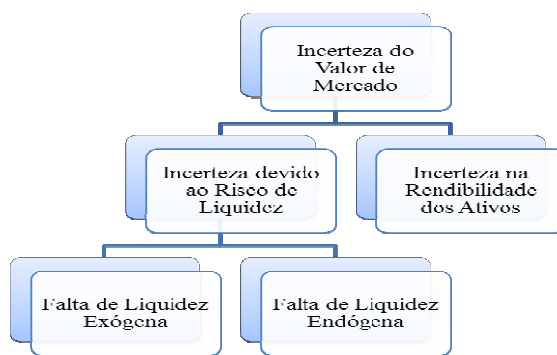 Incerteza do
Valor de
Mercado
Incerteza devido
ao Risco de
Liquidez
Incerteza na
Rendibilidade
dos Ativos
Falta de Liquidez
Exógena
Falta de Liquidez
Endógena